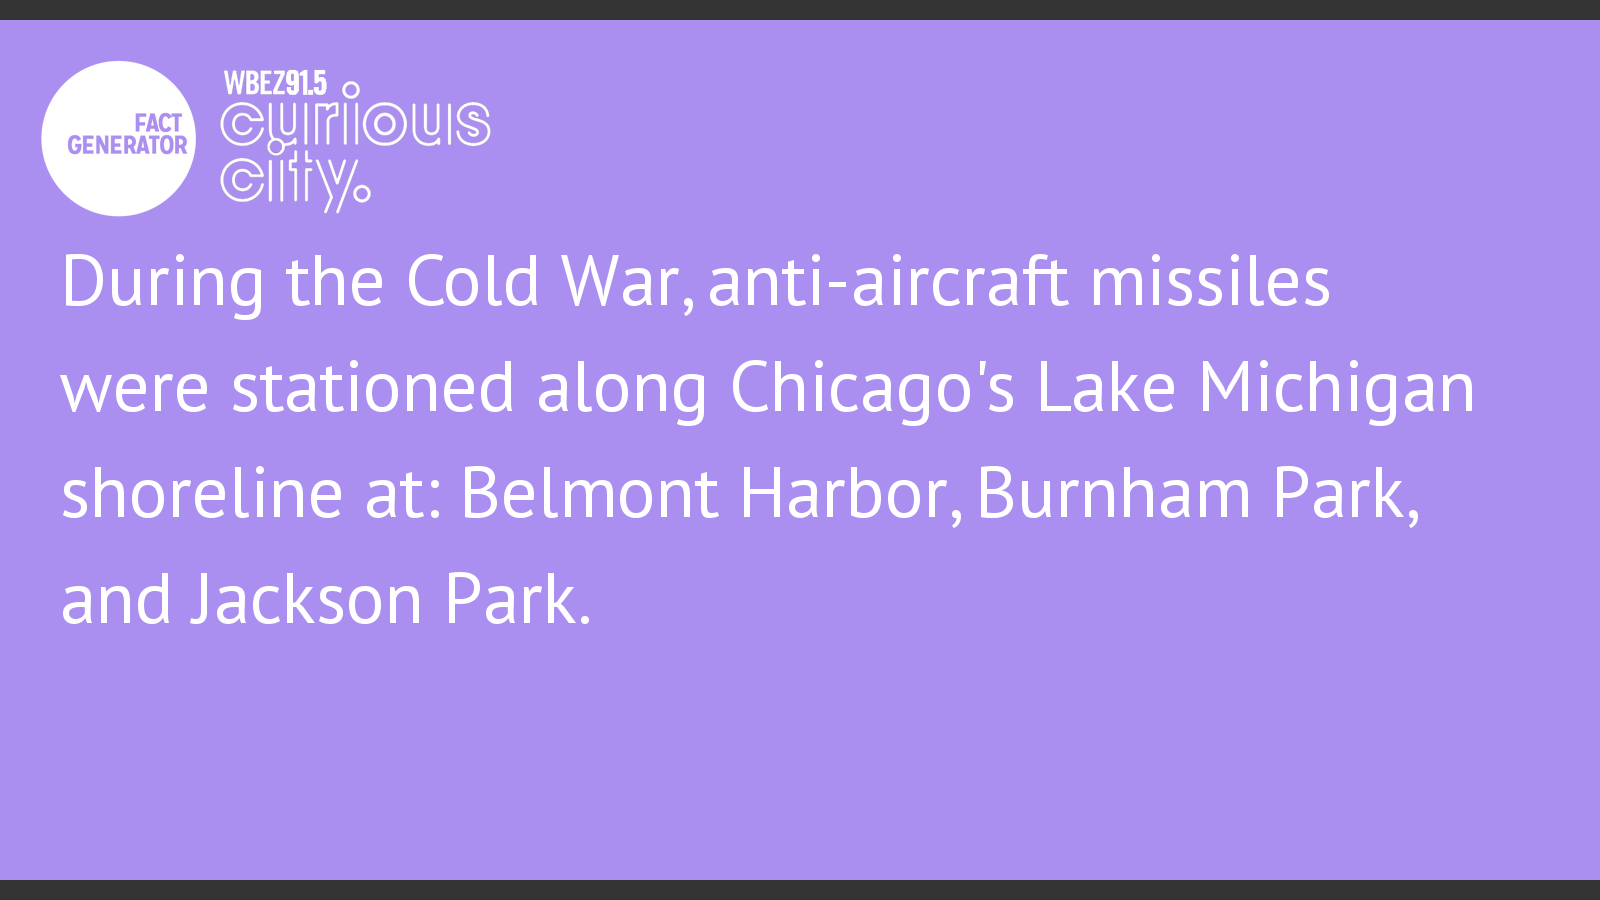 FACT
GENERATOR
WBEZ91.5
curious
city.
During the Cold War, anti-aircraft missiles
were stationed along Chicago's Lake Michigan
shoreline at: Belmont Harbor, Burnham Park,
and Jackson Park.